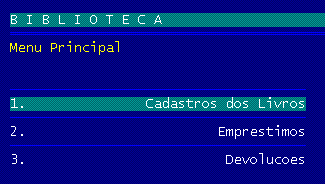 B I B L I O T E C A
Menu Principal
1. Cadastros dos Livros
2. Emprestimos
3. Devolucoes